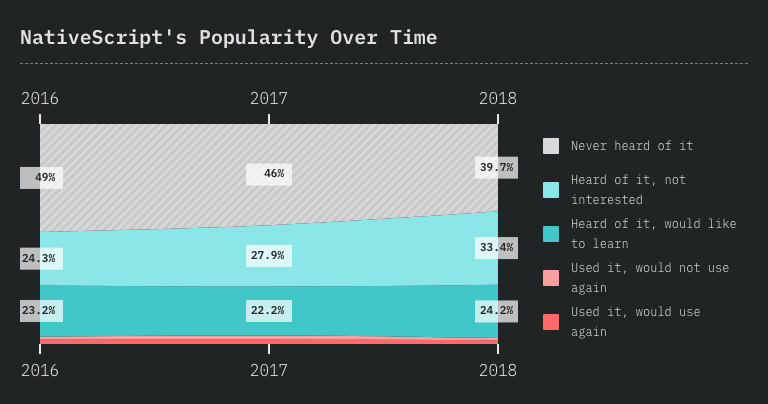 NativeScript's Popularity Over Time
2016 2017 2018
49% 46% 39.7%
24.3% 27.9% 33.4%
23.2% 22.2% 24.2%
2016 2017 2018
Never heard of it
Heard of it, not
interested
Heard of it, would like
to learn
Used it, would not use
again
Used it, would use
again